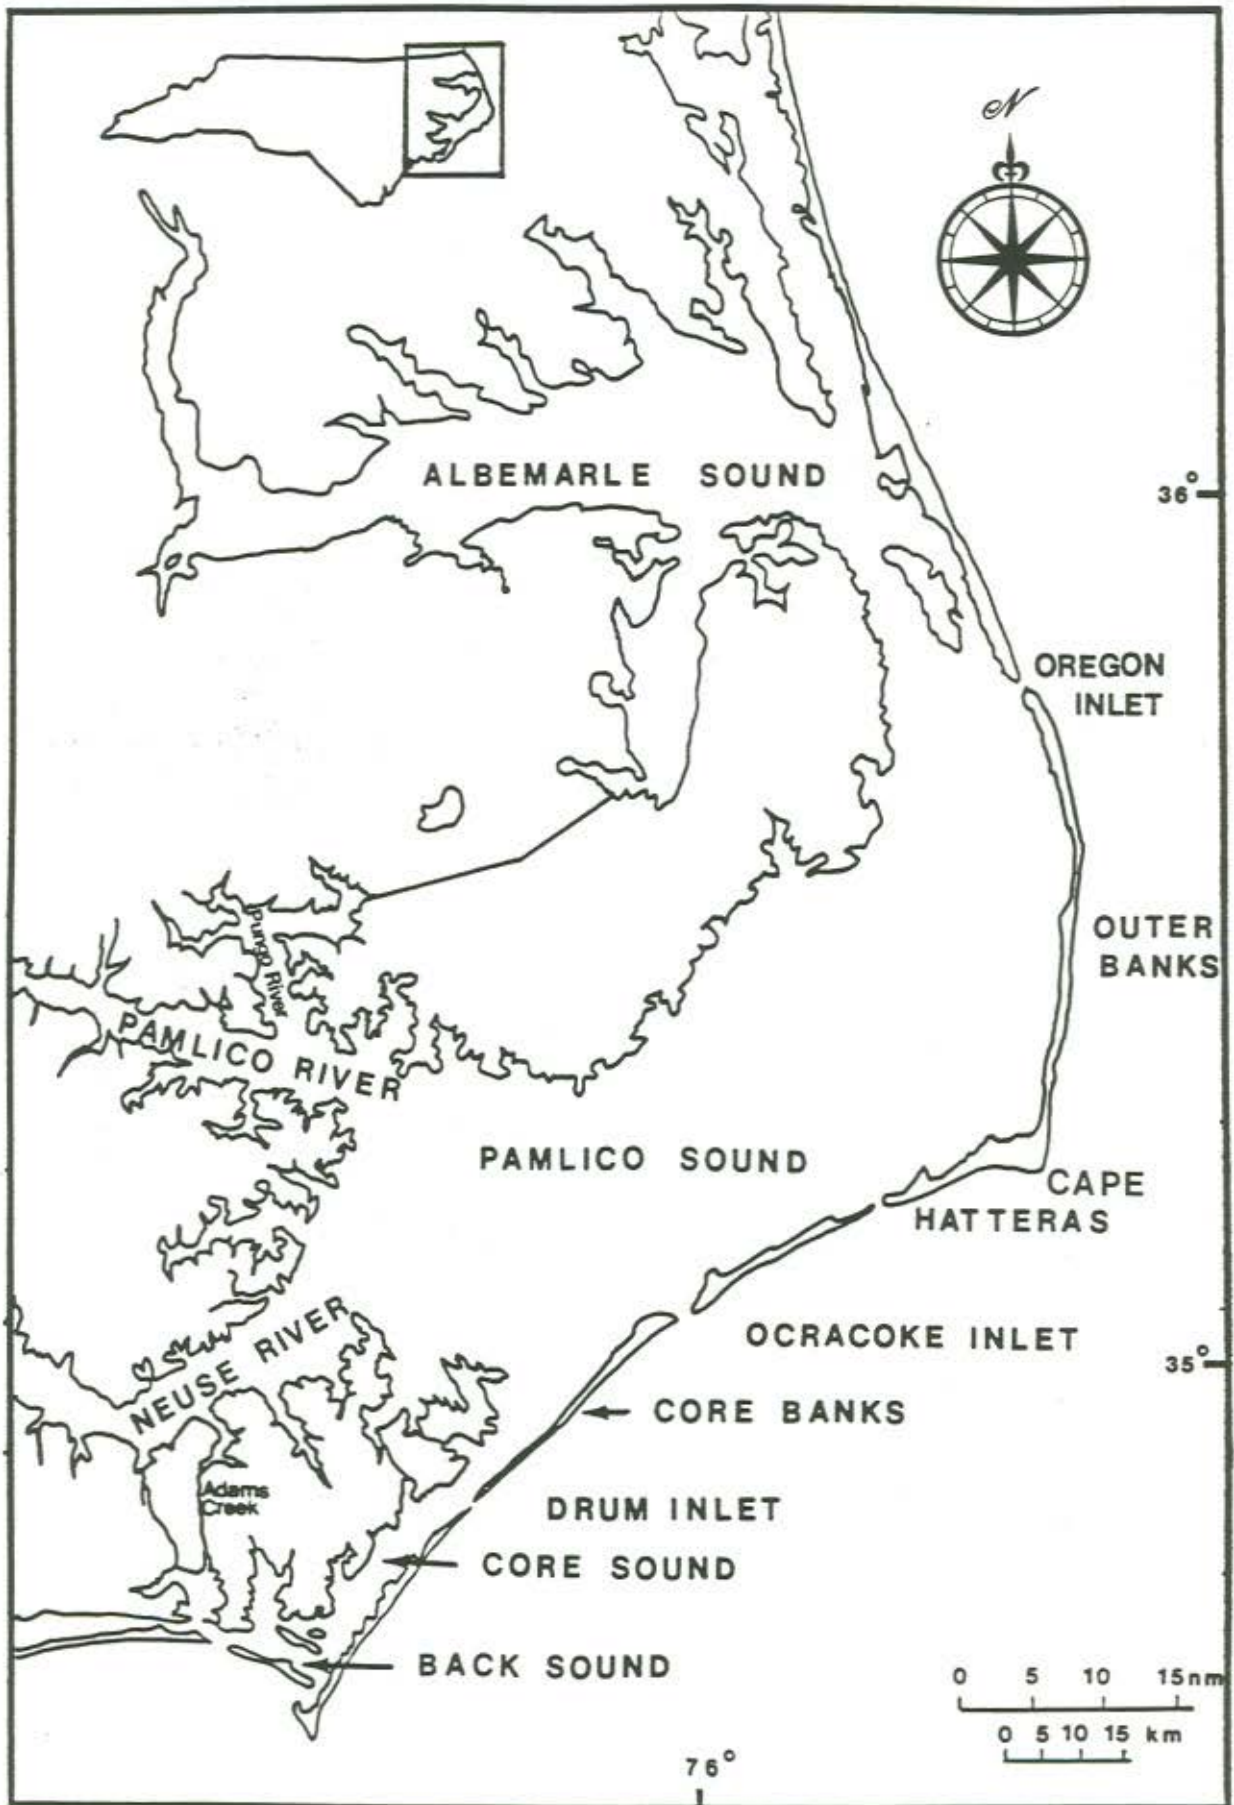 N
ALBEMARLE SOUND
36°
OREGON
INLET
OUTER
BANKS
Pungo River
PAMLICO RIVER
PAMLICO SOUND
CAPE
HATTERAS
NEUSE RIVER
OCRACOKE INLET
35°
CORE BANKS
Adams
Creek
DRUM INLET
CORE SOUND
BACK SOUND
0 5 10 15nm
0 5 10 15 km
76°